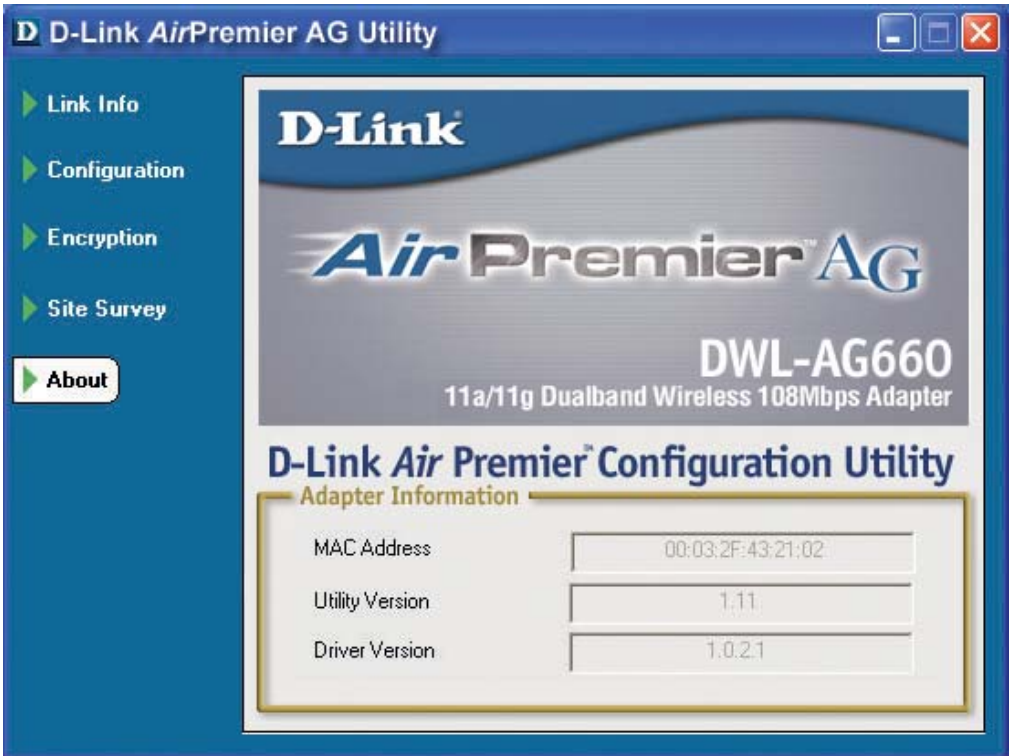 D D-Link AirPremier AG Utility
Link Info
Configuration
Encryption
Site Survey
About
D-Link
Air Premier™ AG
DWL-AG660
11a/11g Dualband Wireless 108Mbps Adapter
D-Link Air Premier™ Configuration Utility
Adapter Information
MAC Address 00:03:2F:43:21:02
Utility Version 1.11
Driver Version 1.0.2.1